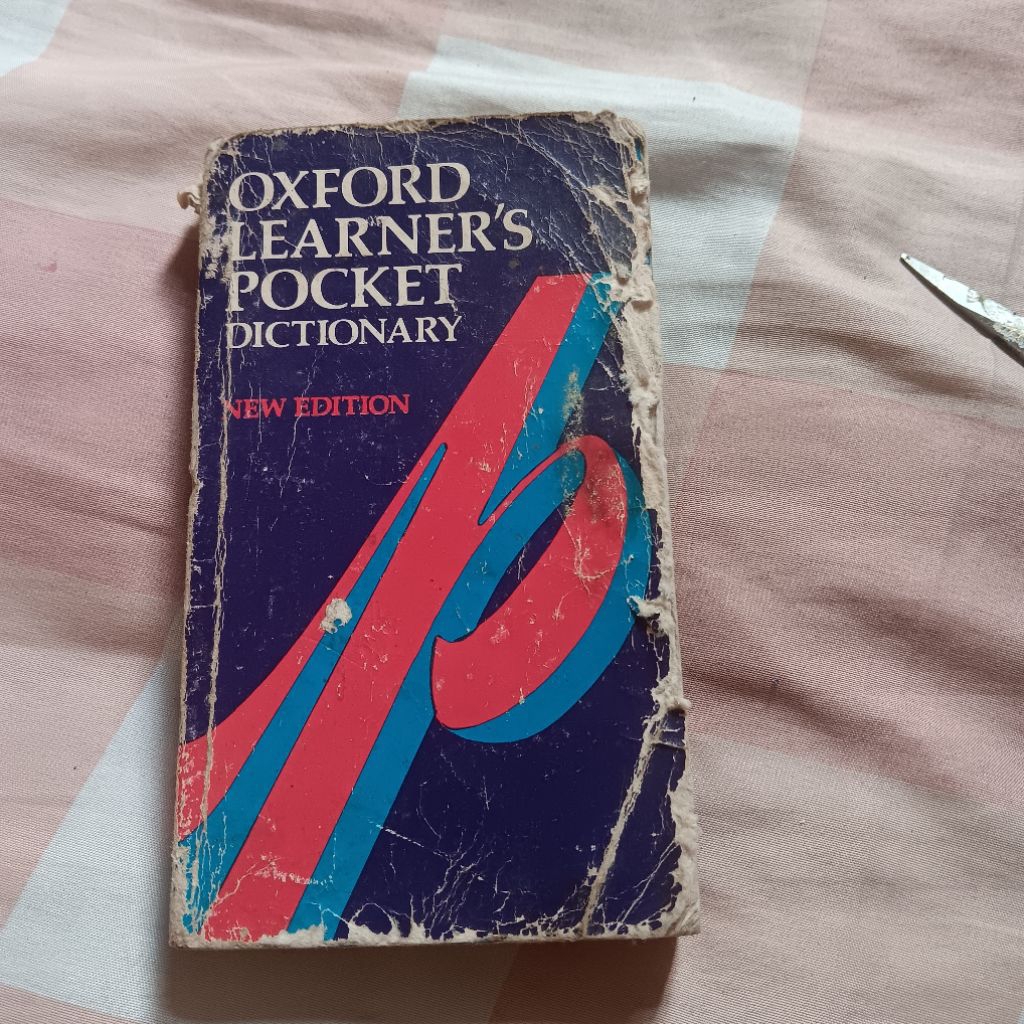 OXFORD
LEARNER'S
POCKET
DICTIONARY
NEW EDITION
p